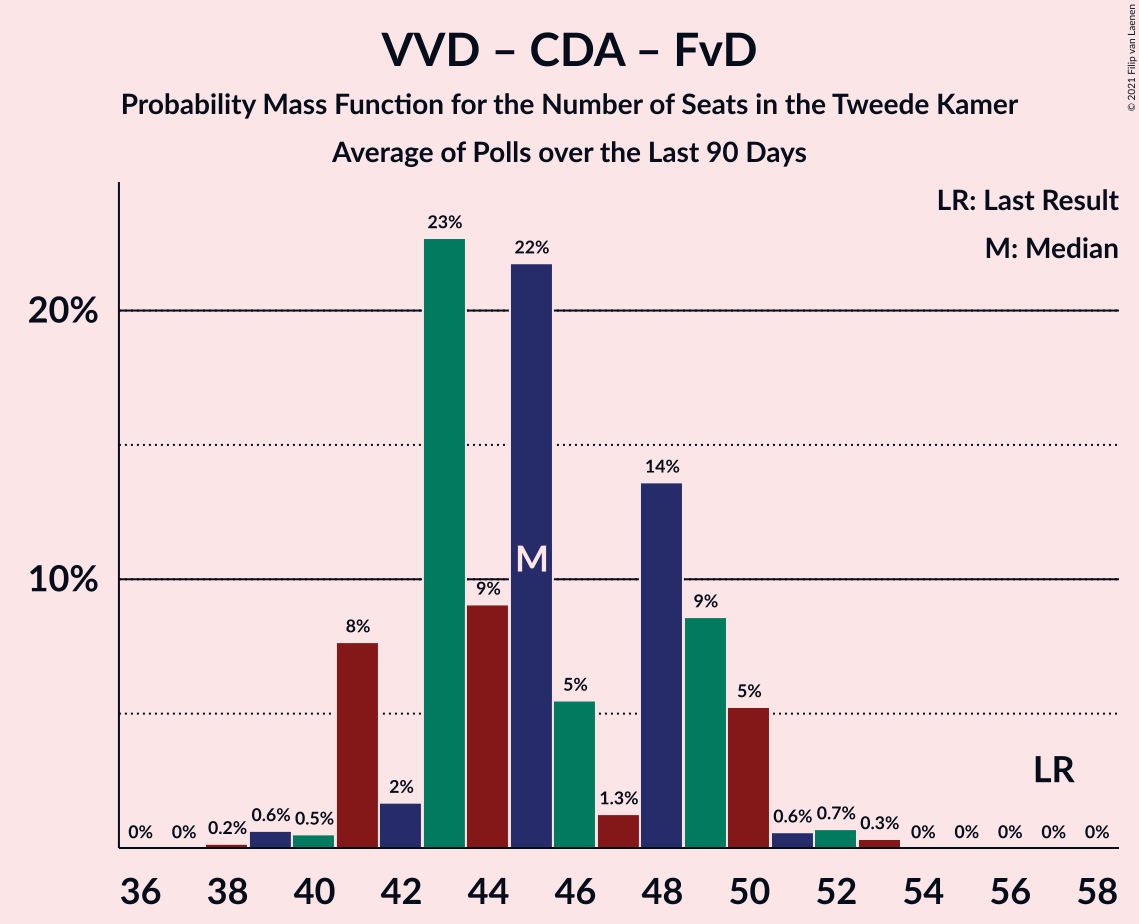 VVD – CDA – FvD
Probability Mass Function for the Number of Seats in the Tweede Kamer
Average of Polls over the Last 90 Days
© 2021 Filip van Laenen
LR: Last Result
M: Median
20%
10%
0%
0%
0.2%
0.6%
0.5%
8%
2%
23%
9%
22%
5%
1.3%
14%
9%
5%
0.6%
0.7%
0.3%
0%
0%
0%
0%
0%
M
LR
36 38 40 42 44 46 48 50 52 54 56 58